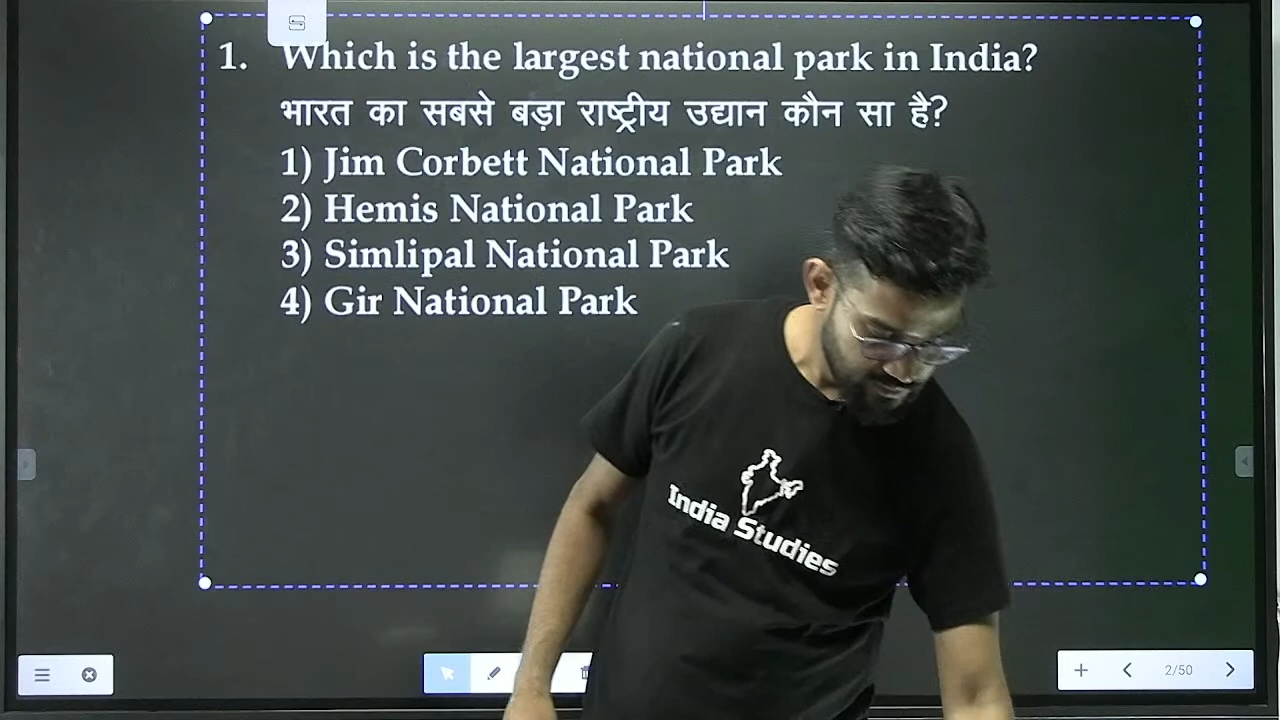 1. Which is the largest national park in India?
भारत का सबसे बड़ा राष्ट्रीय उद्यान कौन सा है?
1) Jim Corbett National Park
2) Hemis National Park
3) Simlipal National Park
4) Gir National Park
India Studies
2/50